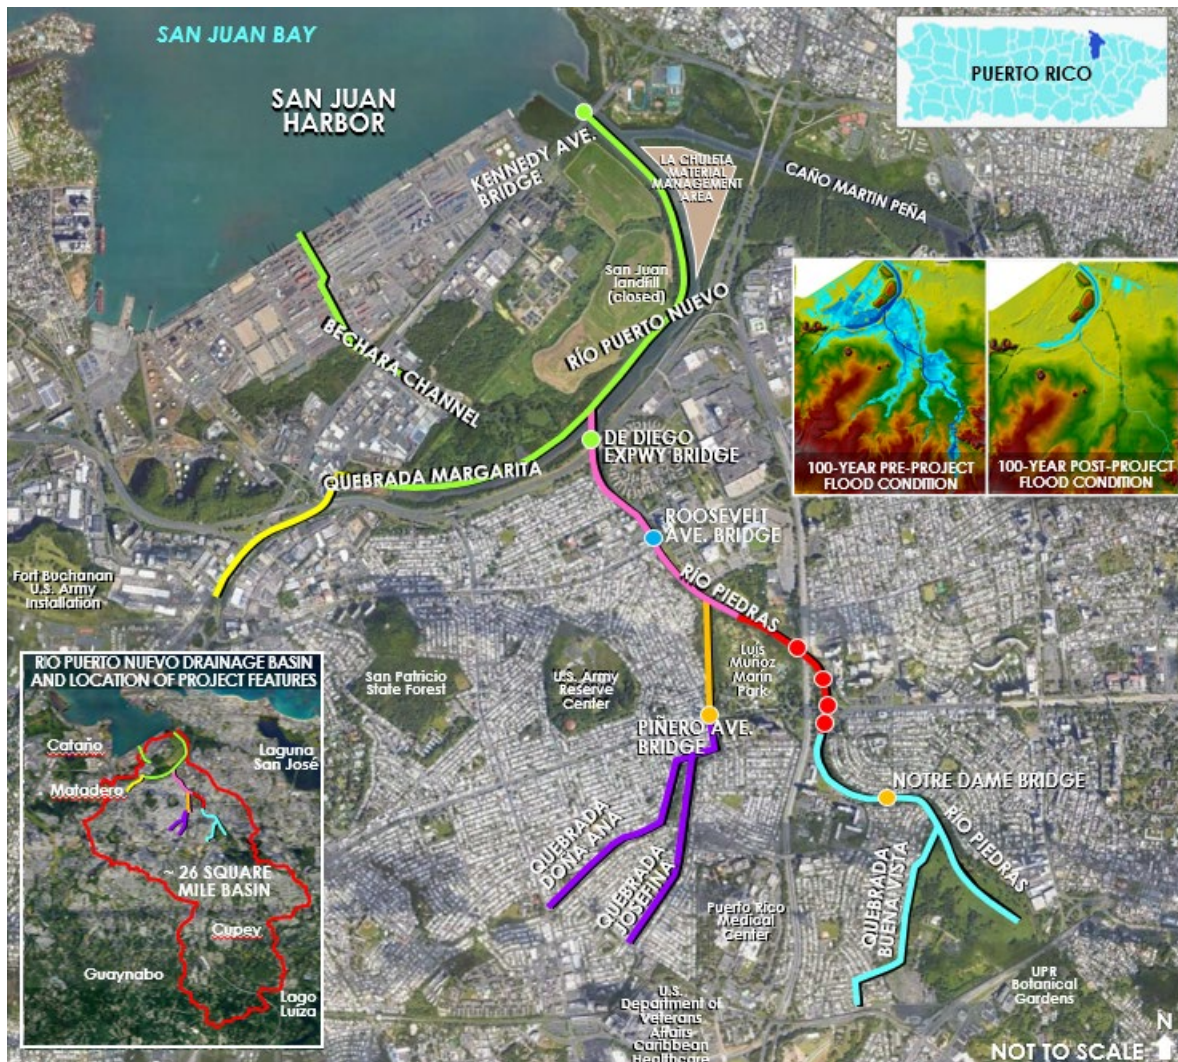 SAN JUAN BAY
SAN JUAN
HARBOR
PUERTO RICO
KENNEDY AVE.
BRIDGE
LA CHULETA
MATERIAL
MANAGEMENT
AREA
CAÑO MARTIN PEÑA
San Juan
landfill
(closed)
RÍO PUERTO NUEVO
BECHARA CHANNEL
100-YEAR PRE-PROJECT
FLOOD CONDITION
100-YEAR POST-PROJECT
FLOOD CONDITION
DE DIEGO
EXPWY BRIDGE
QUEBRADA MARGARITA
ROOSEVELT
AVE. BRIDGE
Fort Buchanan
U.S. Army
Installation
RÍO PIEDRAS
San Patricio
State Forest
U.S. Army
Reserve
Center
Luis
Muñoz
Marin
Park
PIÑERO AVE.
BRIDGE
NOTRE DAME BRIDGE
RÍO PIEDRAS
QUEBRADA
DONA ANA
QUEBRADA
JOSEFINA
QUEBRADA
BUENAVISTA
Puerto Rico
Medical
Center
UPR
Botanical
Gardens
U.S.
Department of
Veterans
Affairs
Caribbean
Healthcare
RIO PUERTO NUEVO DRAINAGE BASIN
AND LOCATION OF PROJECT FEATURES
Cataño
Laguna
San José
Matadero
~ 26 SQUARE
MILE BASIN
Cupey
Guaynabo
Lago
Luiza
N
NOT TO SCALE